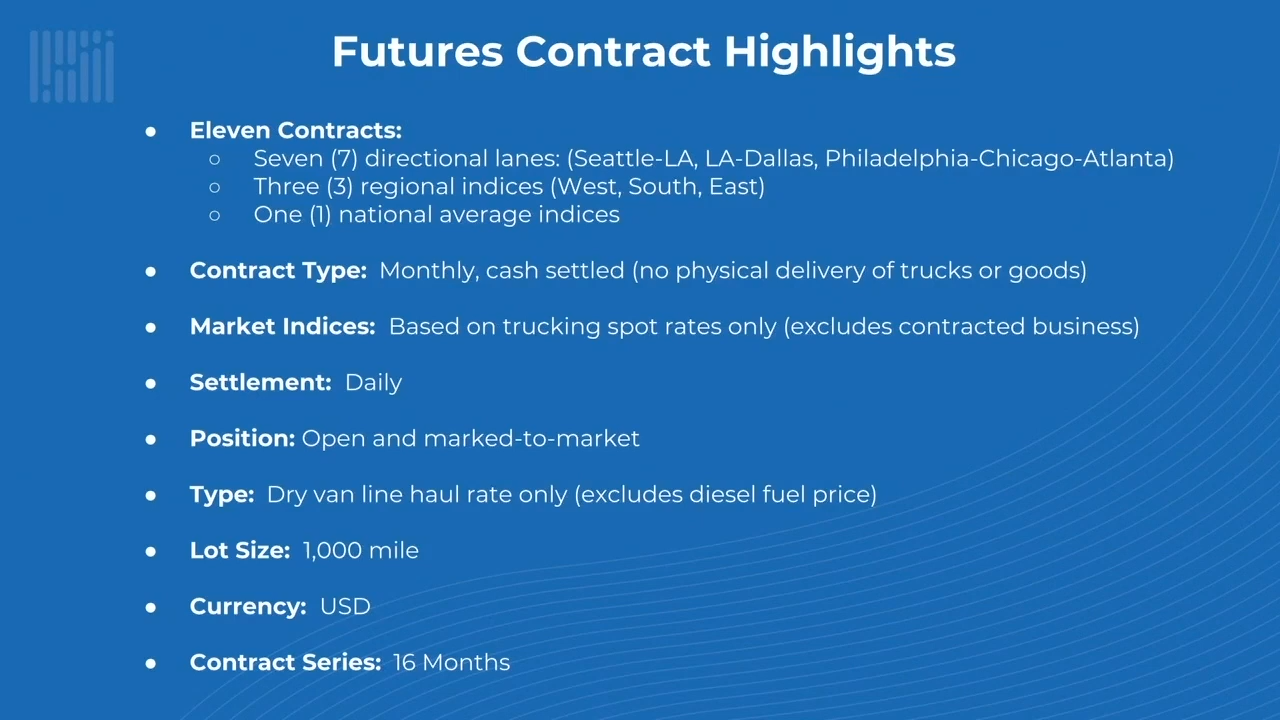 Futures Contract Highlights
● Eleven Contracts:
○ Seven (7) directional lanes: (Seattle-LA, LA-Dallas, Philadelphia-Chicago-Atlanta)
○ Three (3) regional indices (West, South, East)
○ One (1) national average indices
● Contract Type: Monthly, cash settled (no physical delivery of trucks or goods)
● Market Indices: Based on trucking spot rates only (excludes contracted business)
● Settlement: Daily
● Position: Open and marked-to-market
● Type: Dry van line haul rate only (excludes diesel fuel price)
● Lot Size: 1,000 mile
● Currency: USD
● Contract Series: 16 Months